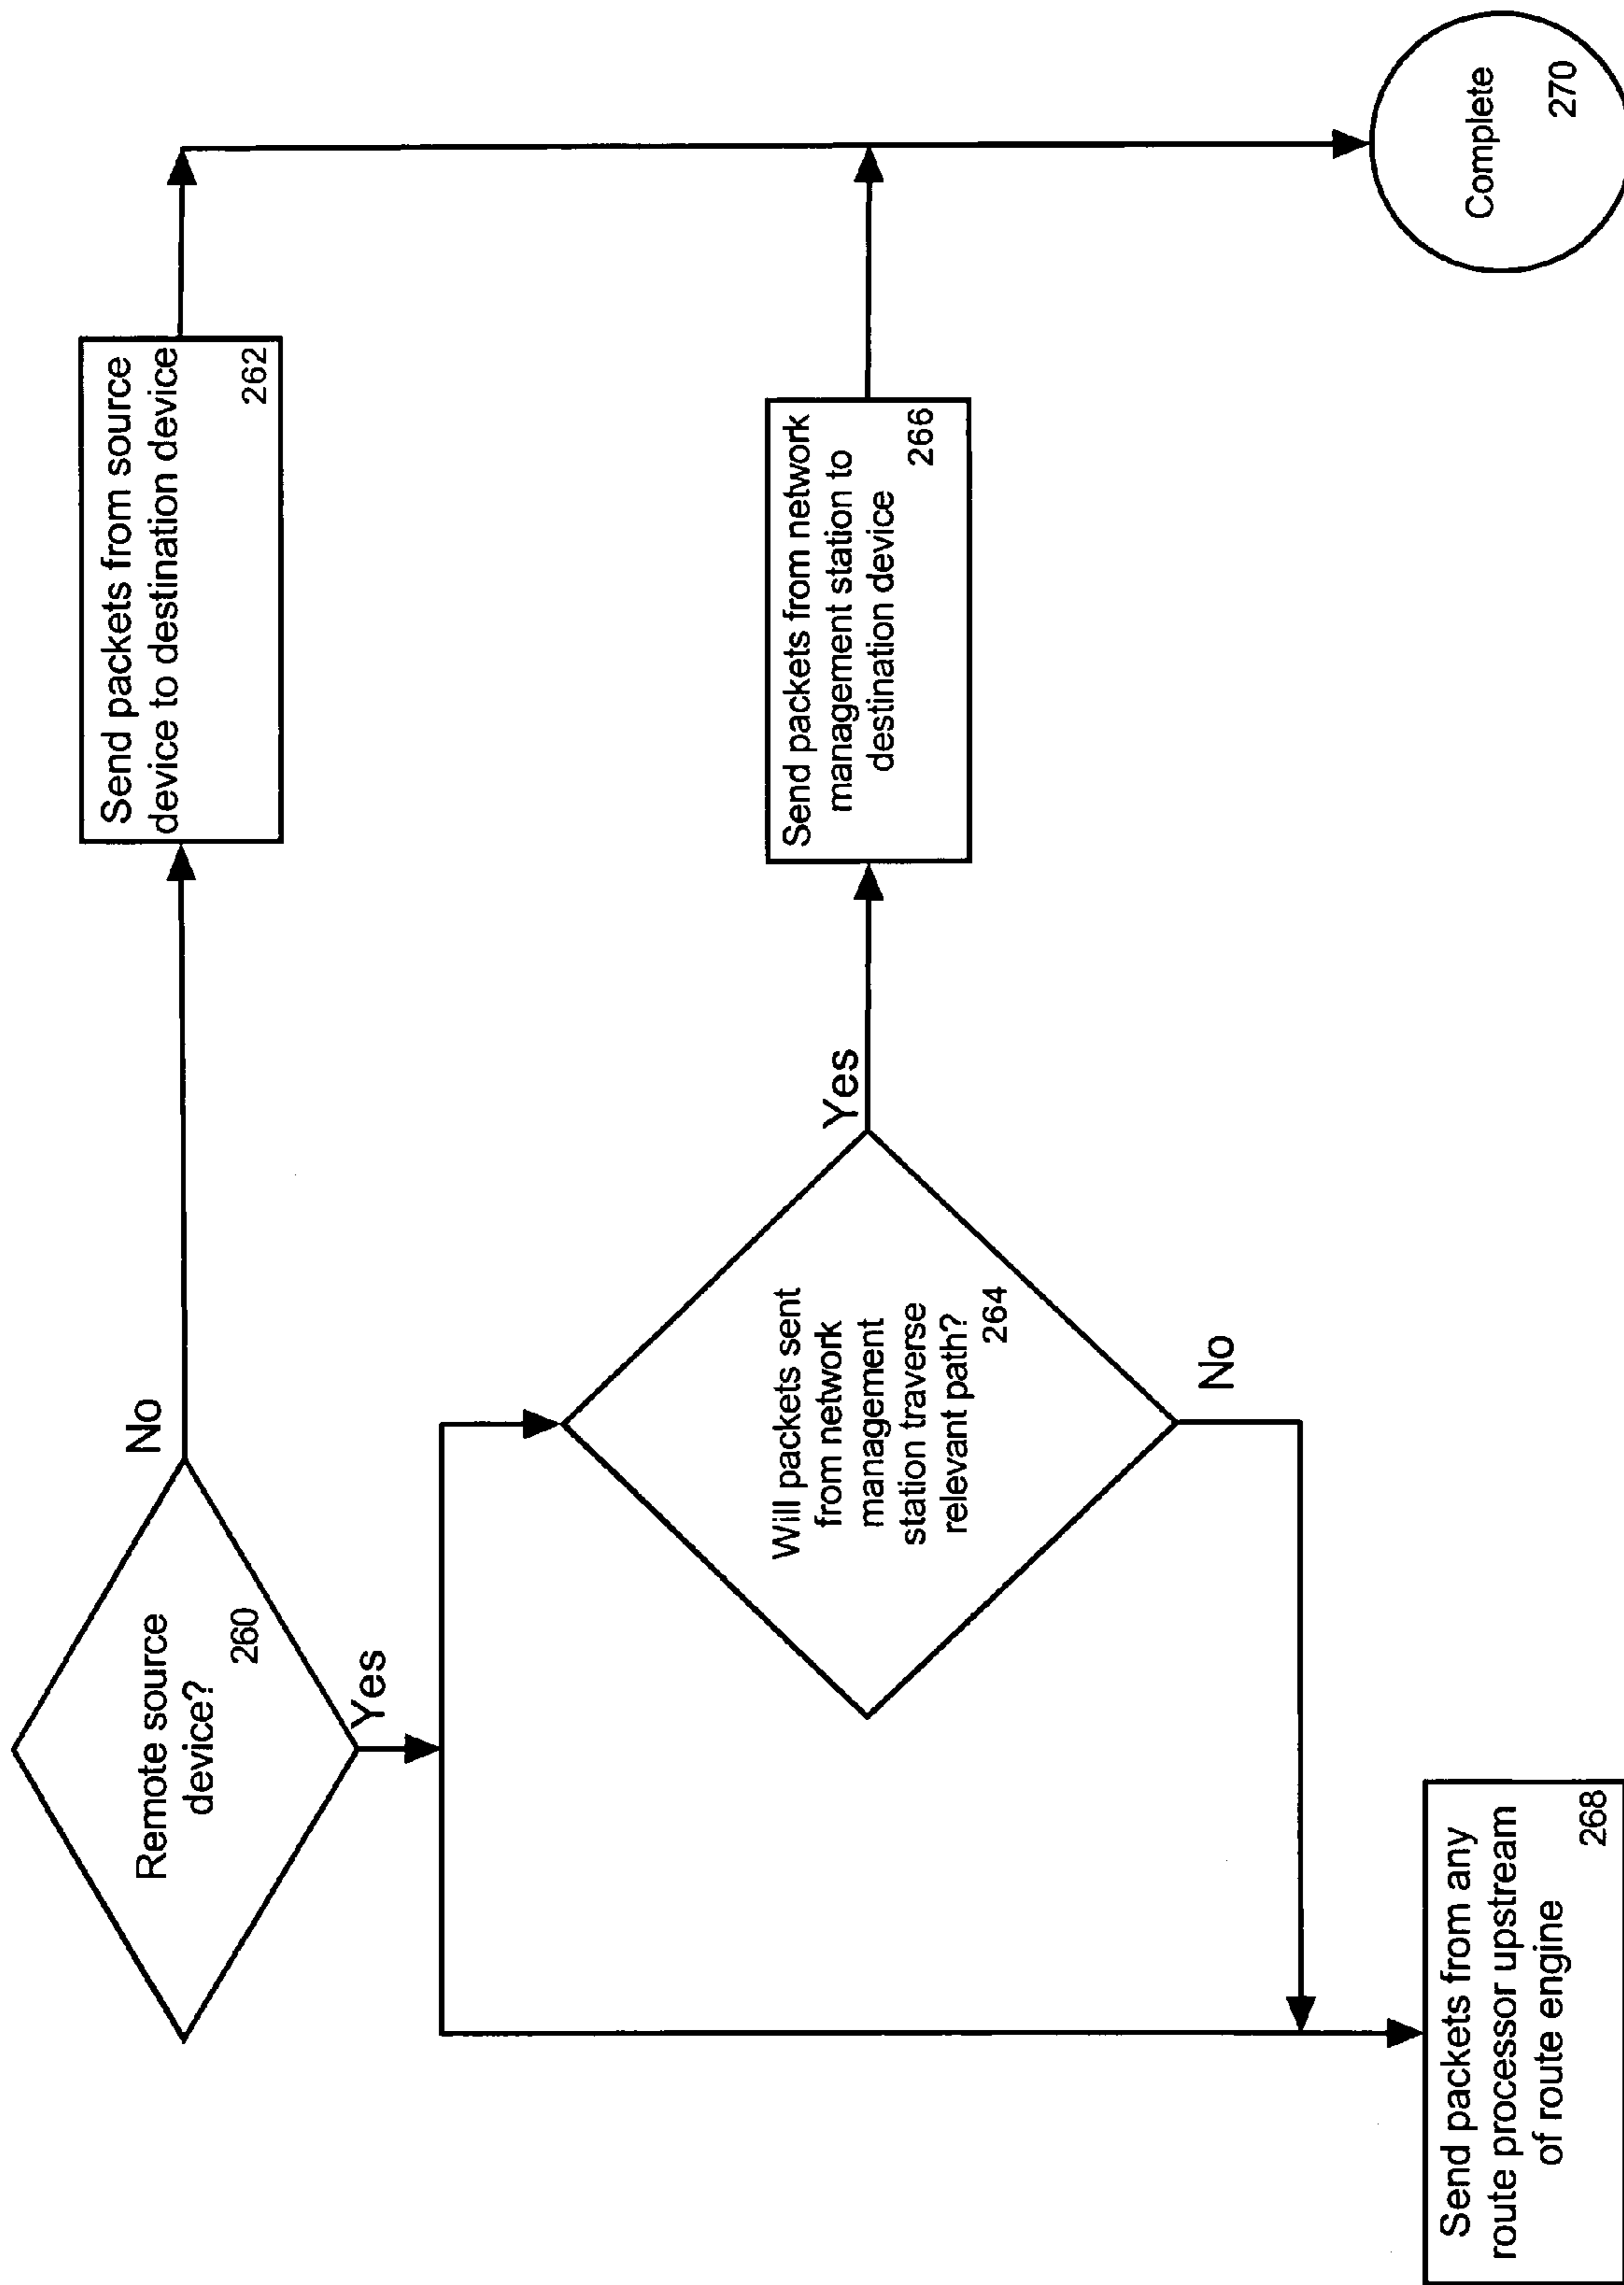 Remote source
device?
260
No
Yes
Send packets from source
device to destination device
262
Will packets sent
from network
management
station traverse
relevant path?
264
Yes
No
Send packets from network
management station to
destination device
266
Send packets from any
route processor upstream
of route engine
268
Complete
270